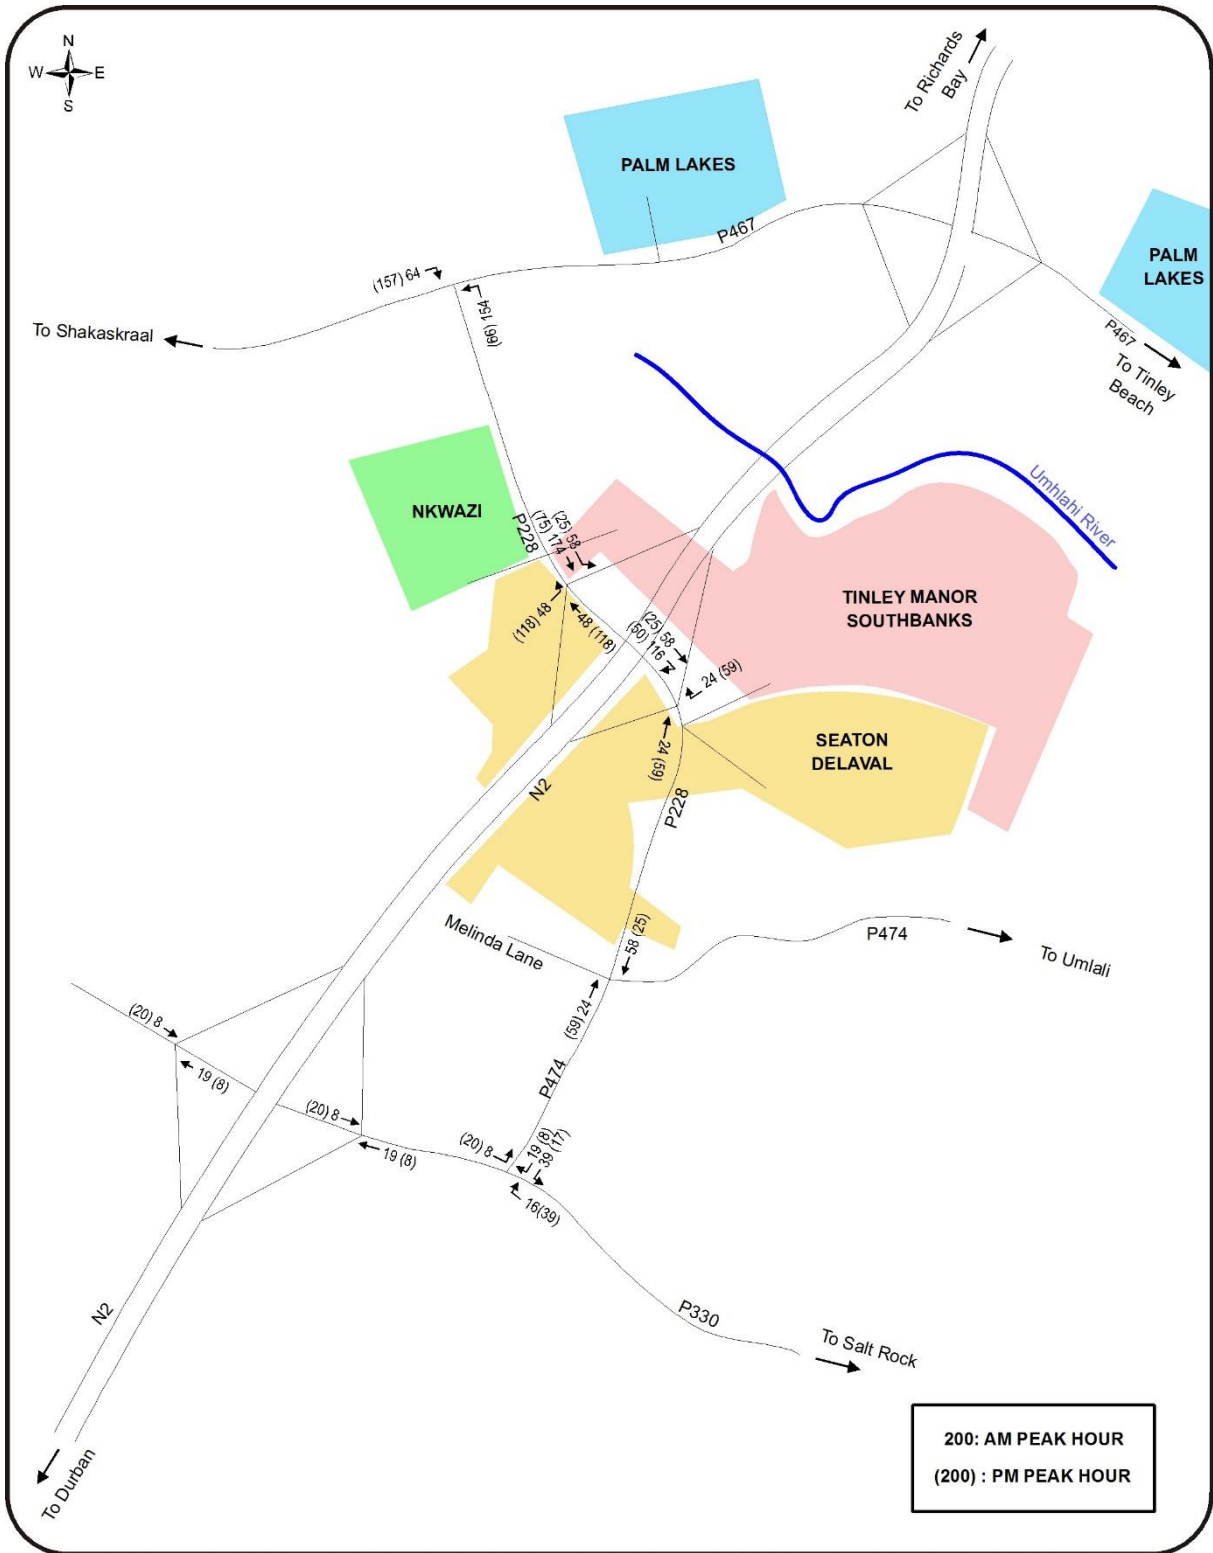 N
W E
S
To Richards
Bay
PALM LAKES
P467
PALM
LAKES
(157) 64
(66) 154
To Shakaskraal
P467
To Tinley
Beach
Umhlahi River
NKWAZI
P228
(25) 58
(75) 174
TINLEY MANOR
SOUTHBANKS
(118) 48
48 (118)
(25) 58
(50) 116
24 (59)
24 (59)
SEATON
DELAVAL
N2
P228
Melinda Lane
58 (25)
P474
To Umlali
(20) 8
19 (8)
(59) 24
P474
(20) 8
19 (8)
(20) 8
19 (8)
39 (17)
16(39)
N2
P330
To Salt Rock
To Durban
200: AM PEAK HOUR
(200) : PM PEAK HOUR